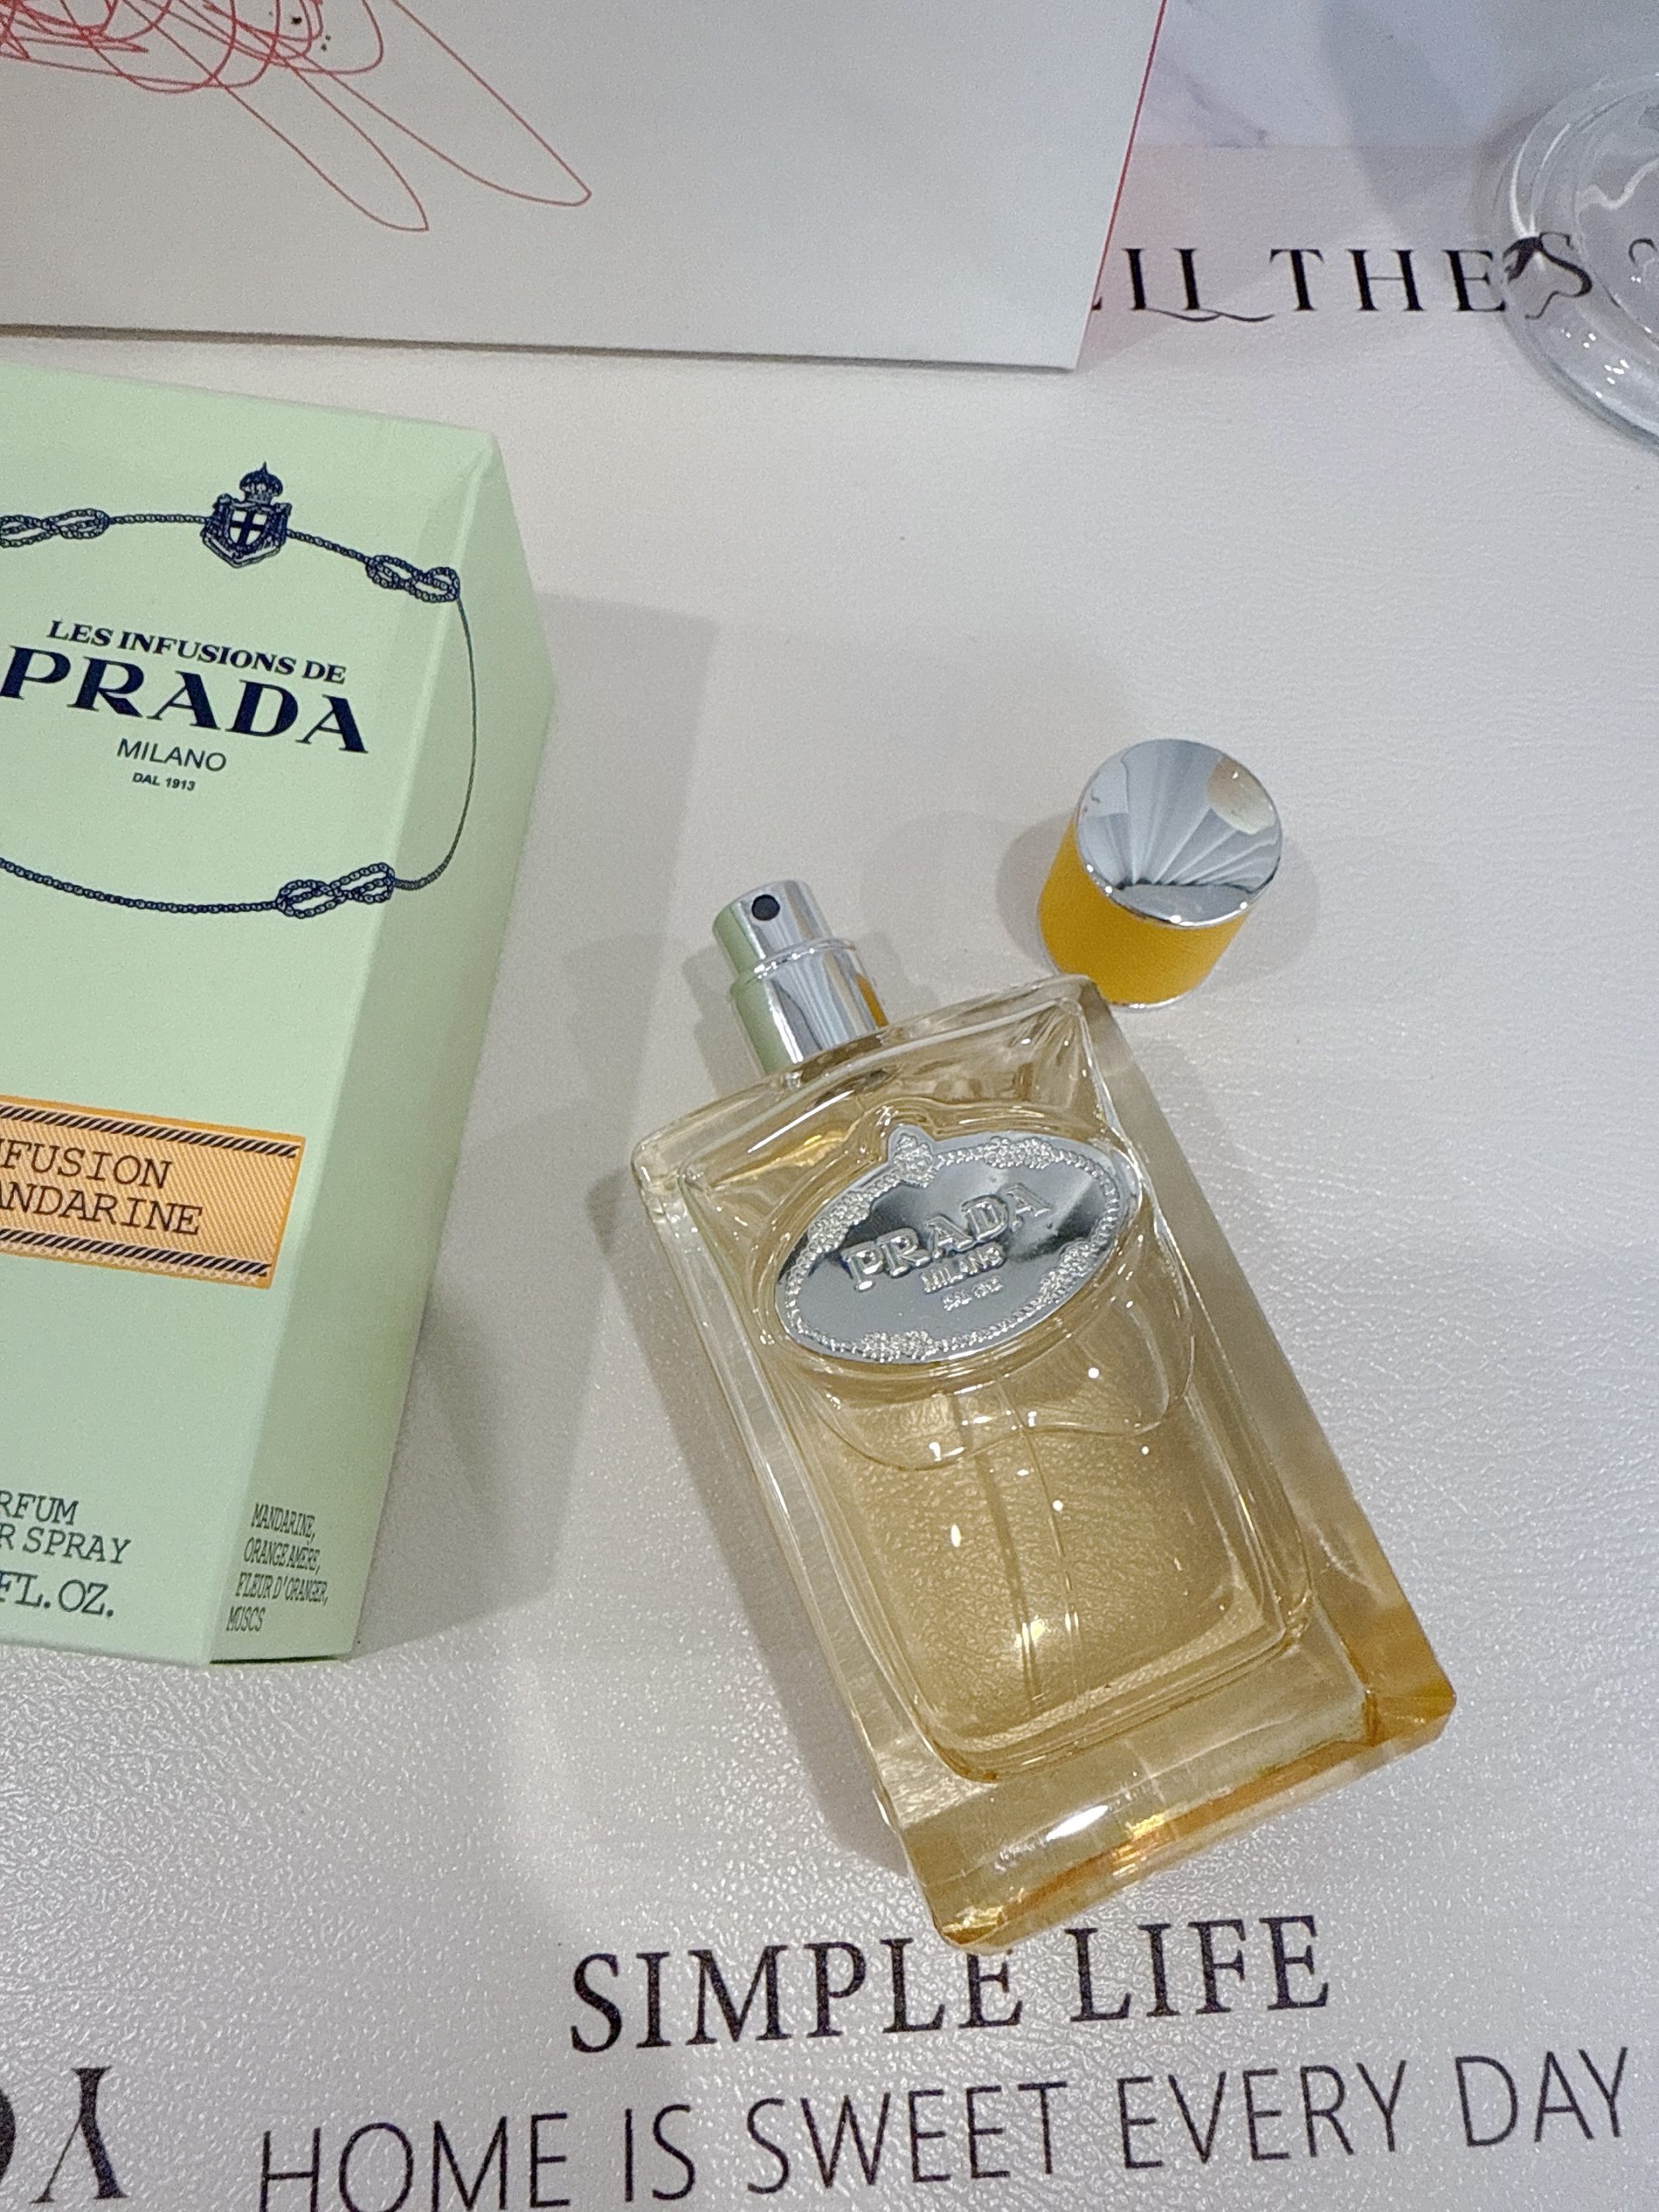 THE
LES INFUSIONS DE
PRADA
MILANO
DAL 1913
FUSION
ANDARINE
RFUM
R SPRAY
FL. OZ.
MANDARINE,
ORANGE AMÈRE,
FLEUR D'ORANGER,
MUSCS
PRADA
MILANO
SIMPLE LIFE
HOME IS SWEET EVERY DAY